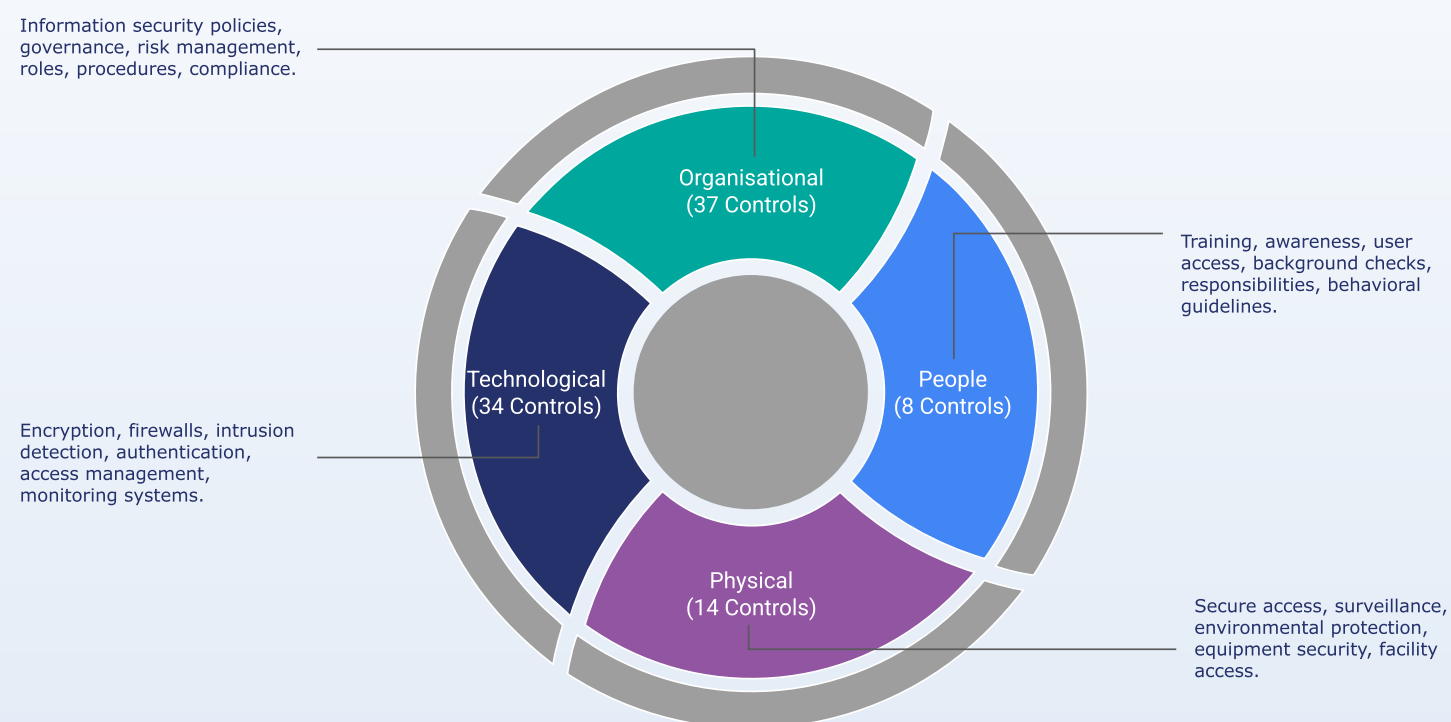 Information security policies,
governance, risk management,
roles, procedures, compliance.
Organisational
(37 Controls)
Training, awareness, user
access, background checks,
responsibilities, behavioral
guidelines.
People
(8 Controls)
Technological
(34 Controls)
Encryption, firewalls, intrusion
detection, authentication,
access management,
monitoring systems.
Physical
(14 Controls)
Secure access, surveillance,
environmental protection,
equipment security, facility
access.